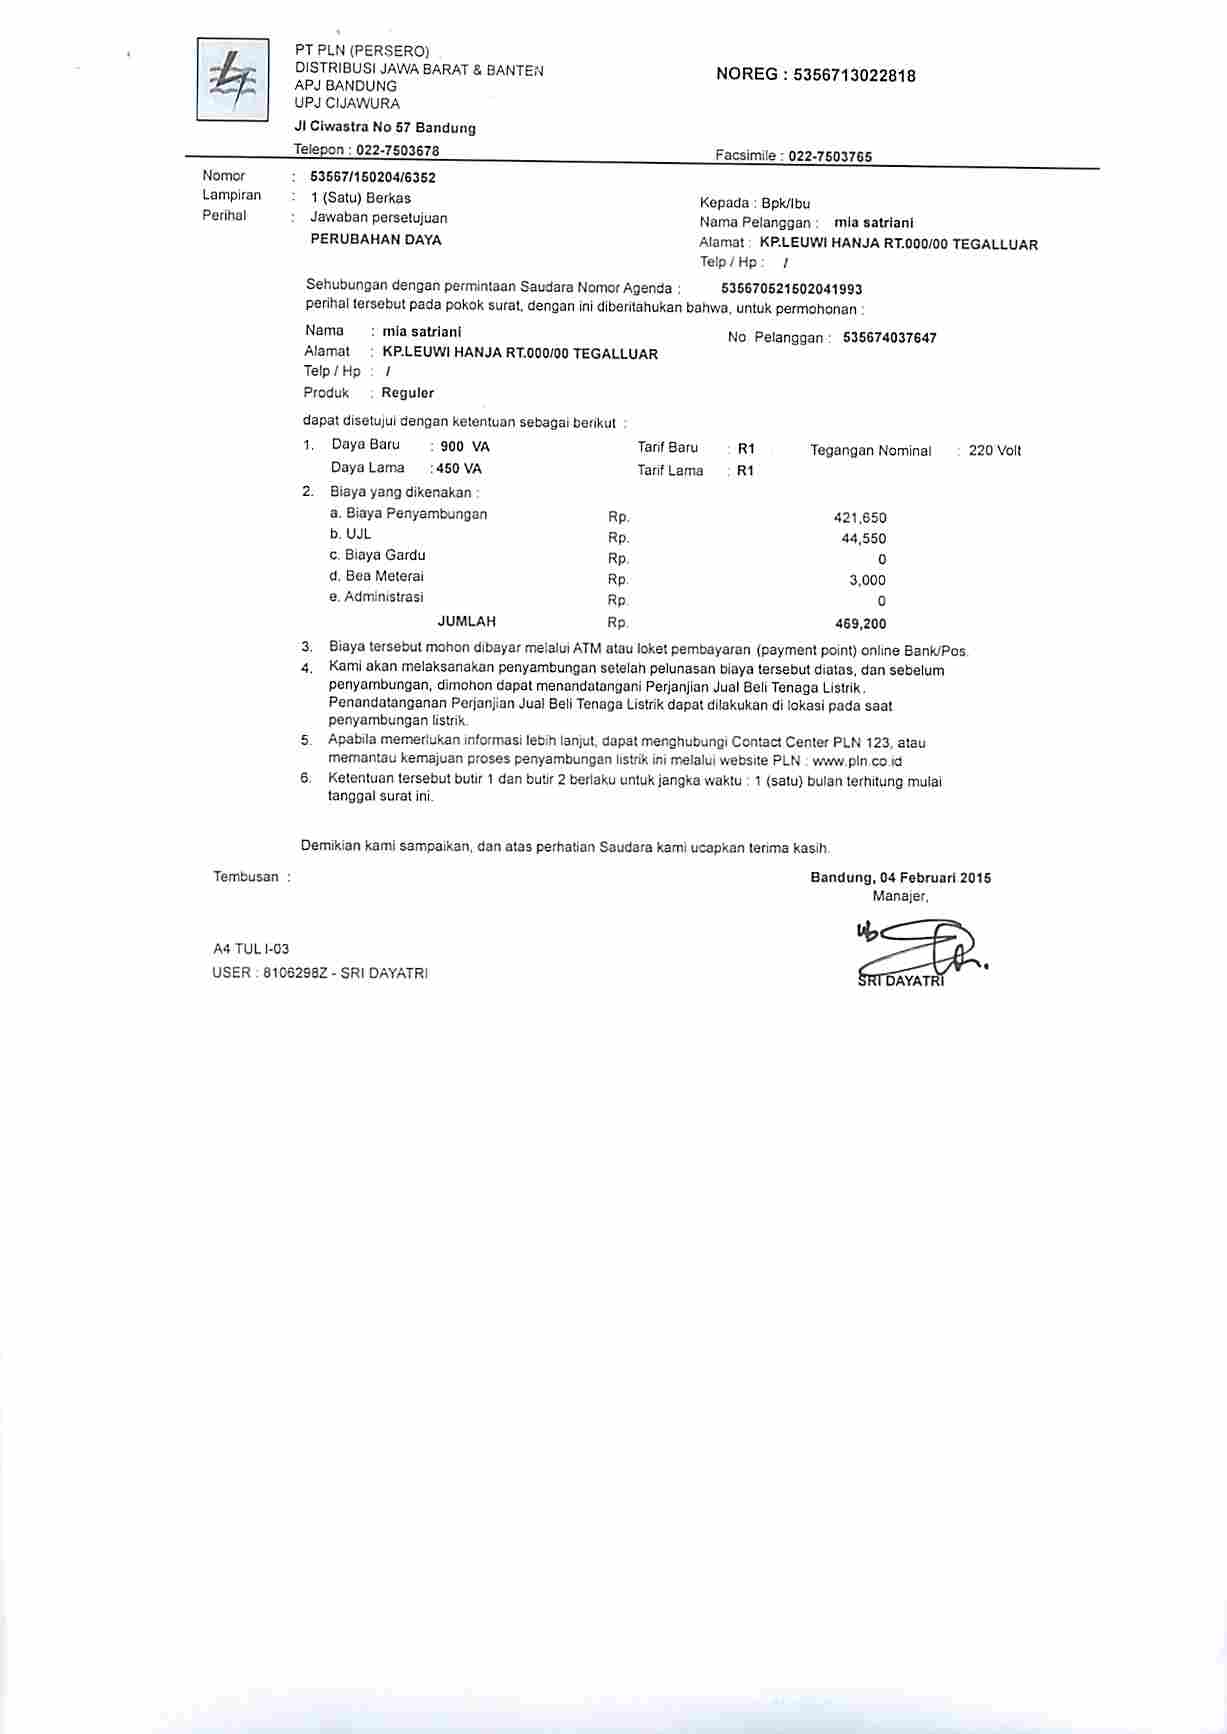 PT PLN (PERSERO)
DISTRIBUSI JAWA BARAT & BANTEN
APJ BANDUNG
UPJ CIJAWURA
NOREG : 5356713022818
Jl Ciwastra No 57 Bandung
Telepon : 022-7503678
Facsimile : 022-7503765
Nomor : 53567/150204/6352
Lampiran : 1 (Satu) Berkas
Perihal : Jawaban persetujuan
PERUBAHAN DAYA
Kepada : Bpk/Ibu
Nama Pelanggan : mia satriani
Alamat : KP.LEUWI HANJA RT.000/00 TEGALLUAR
Telp / Hp : /
Sehubungan dengan permintaan Saudara Nomor Agenda : 535670521502041993
perihal tersebut pada pokok surat, dengan ini diberitahukan bahwa, untuk permohonan :
Nama : mia satriani No Pelanggan : 535674037647
Alamat : KP.LEUWI HANJA RT.000/00 TEGALLUAR
Telp / Hp : /
Produk : Reguler
dapat disetujui dengan ketentuan sebagai berikut :
1. Daya Baru : 900 VA Tarif Baru : R1 Tegangan Nominal : 220 Volt
Daya Lama : 450 VA Tarif Lama : R1
2. Biaya yang dikenakan :
a. Biaya Penyambungan Rp. 421,650
b. UJL Rp. 44,550
c. Biaya Gardu Rp. 0
d. Bea Meterai Rp. 3,000
e. Administrasi Rp. 0
JUMLAH Rp. 469,200
3. Biaya tersebut mohon dibayar melalui ATM atau loket pembayaran (payment point) online Bank/Pos.
4. Kami akan melaksanakan penyambungan setelah pelunasan biaya tersebut diatas, dan sebelum
penyambungan, dimohon dapat menandatangani Perjanjian Jual Beli Tenaga Listrik.
Penandatanganan Perjanjian Jual Beli Tenaga Listrik dapat dilakukan di lokasi pada saat
penyambungan listrik.
5. Apabila memerlukan informasi lebih lanjut, dapat menghubungi Contact Center PLN 123, atau
memantau kemajuan proses penyambungan listrik ini melalui website PLN : www.pln.co.id
6. Ketentuan tersebut butir 1 dan butir 2 berlaku untuk jangka waktu : 1 (satu) bulan terhitung mulai
tanggal surat ini.
Demikian kami sampaikan, dan atas perhatian Saudara kami ucapkan terima kasih.
Tembusan :
Bandung, 04 Februari 2015
Manajer,
A4 TUL I-03
USER : 8106298Z - SRI DAYATRI
SRI DAYATRI